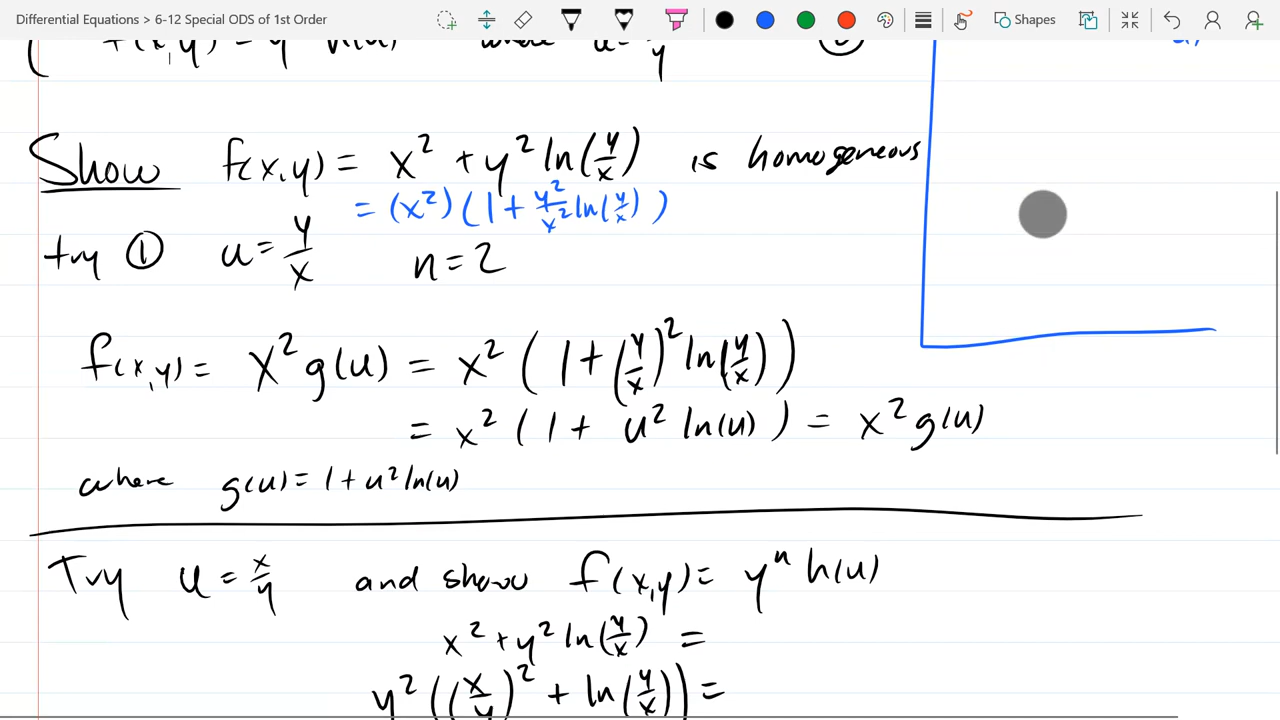 Differential Equations > 6-12 Special ODS of 1st Order
Shapes
f(x,y) = y h(u) where u = y
Show f(x,y) = x² + y² ln(y/x) is homogeneous
= (x²)(1 + y²/x² ln(y/x))
try ① u = y/x n = 2
f(x,y) = x² g(u) = x² (1 + (y/x)² ln(y/x))
= x² (1 + u² ln(u)) = x² g(u)
where g(u) = 1 + u² ln(u)
Try u = x/y and show f(x,y) = yⁿ h(u)
x² + y² ln(y/x) =
y² ((x/y)² + ln(y/x)) =